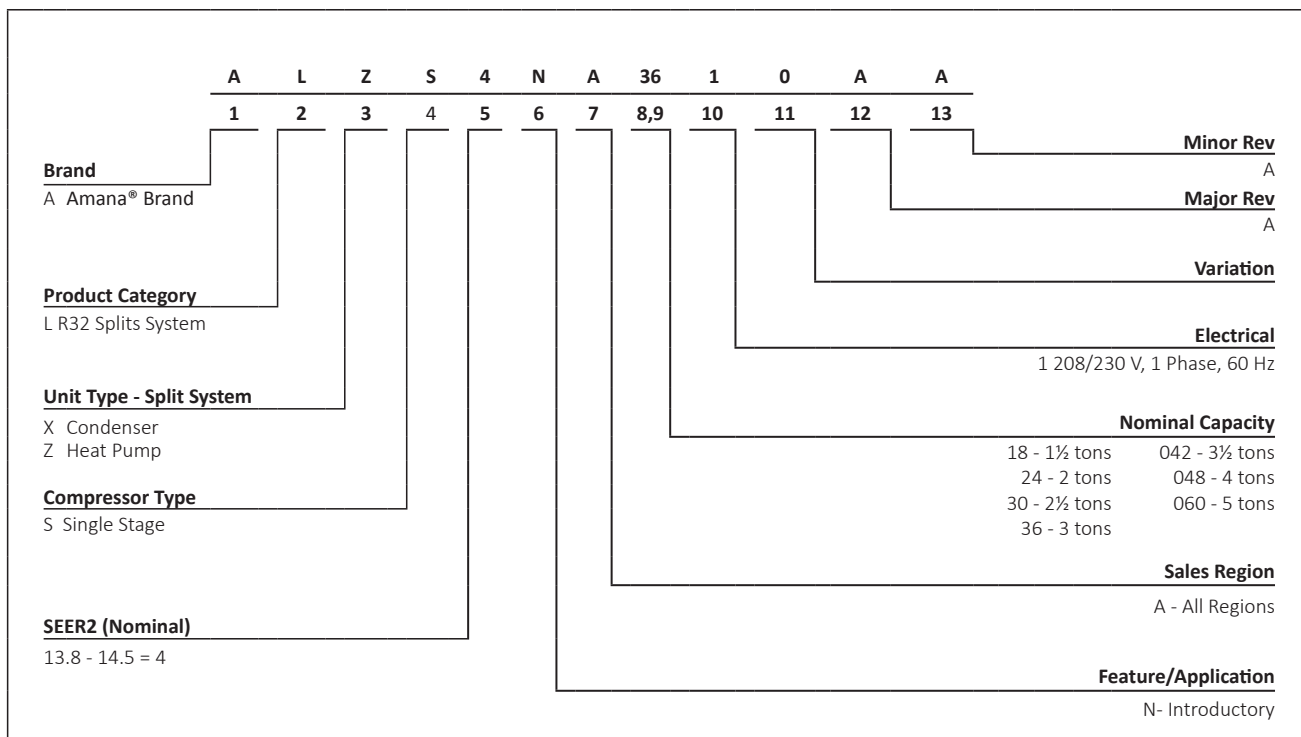 A L Z S 4 N A 36 1 0 A A
1 2 3 4 5 6 7 8,9 10 11 12 13
Brand
A Amana® Brand
Product Category
L R32 Splits System
Unit Type - Split System
X Condenser
Z Heat Pump
Compressor Type
S Single Stage
SEER2 (Nominal)
13.8 - 14.5 = 4
Minor Rev
A
Major Rev
A
Variation
Electrical
1 208/230 V, 1 Phase, 60 Hz
Nominal Capacity
18 - 1½ tons 042 - 3½ tons
24 - 2 tons 048 - 4 tons
30 - 2½ tons 060 - 5 tons
36 - 3 tons
Sales Region
A - All Regions
Feature/Application
N- Introductory